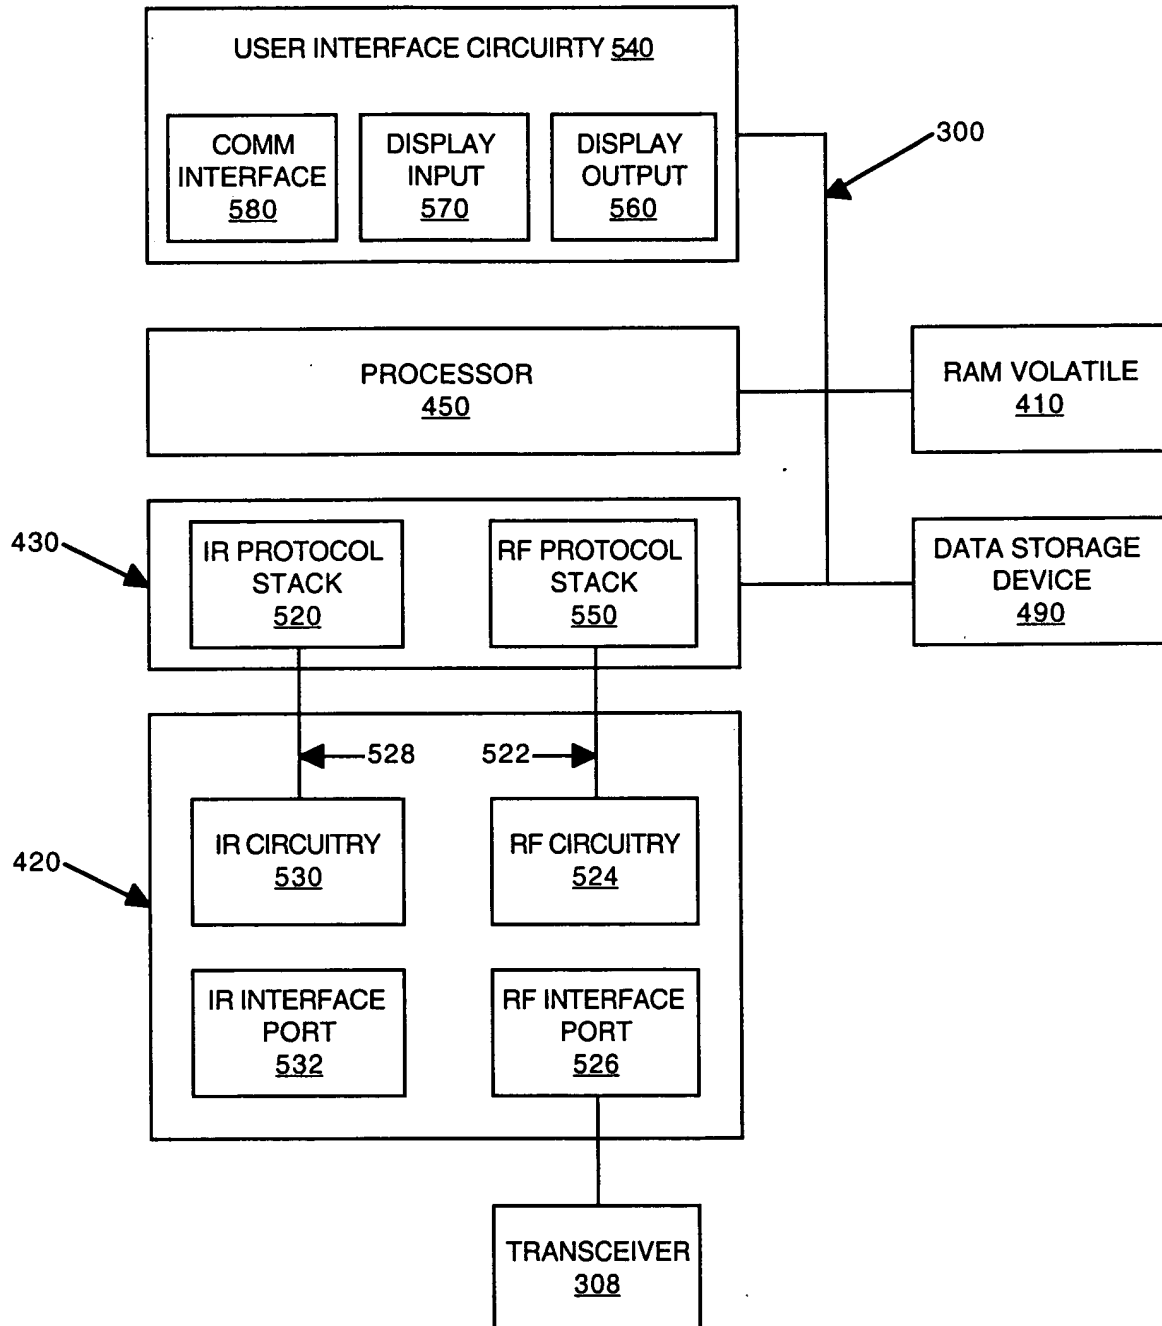 USER INTERFACE CIRCUIRTY 540
COMM
INTERFACE
580
DISPLAY
INPUT
570
DISPLAY
OUTPUT
560
300
PROCESSOR
450
RAM VOLATILE
410
430
IR PROTOCOL
STACK
520
RF PROTOCOL
STACK
550
DATA STORAGE
DEVICE
490
528
522
420
IR CIRCUITRY
530
RF CIRCUITRY
524
IR INTERFACE
PORT
532
RF INTERFACE
PORT
526
TRANSCEIVER
308